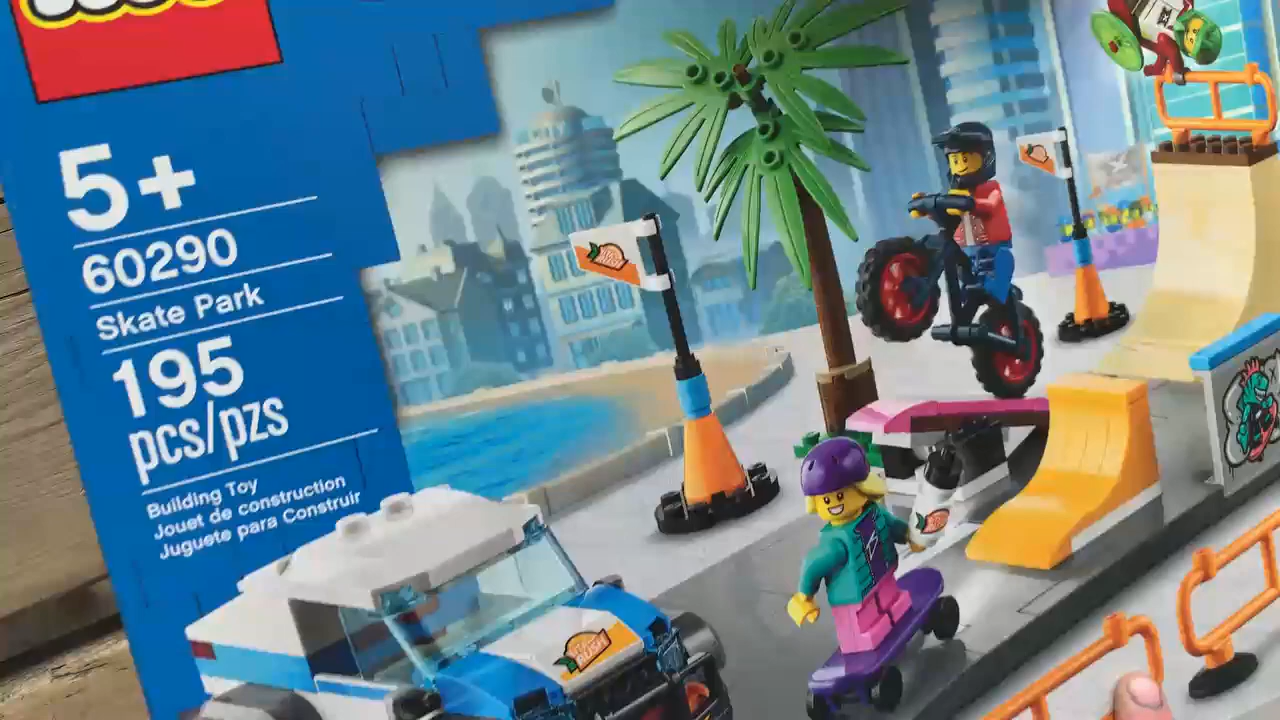 5+
60290
Skate Park
195
pcs/pzs
Building Toy
Jouet de construction
Juguete para Construir